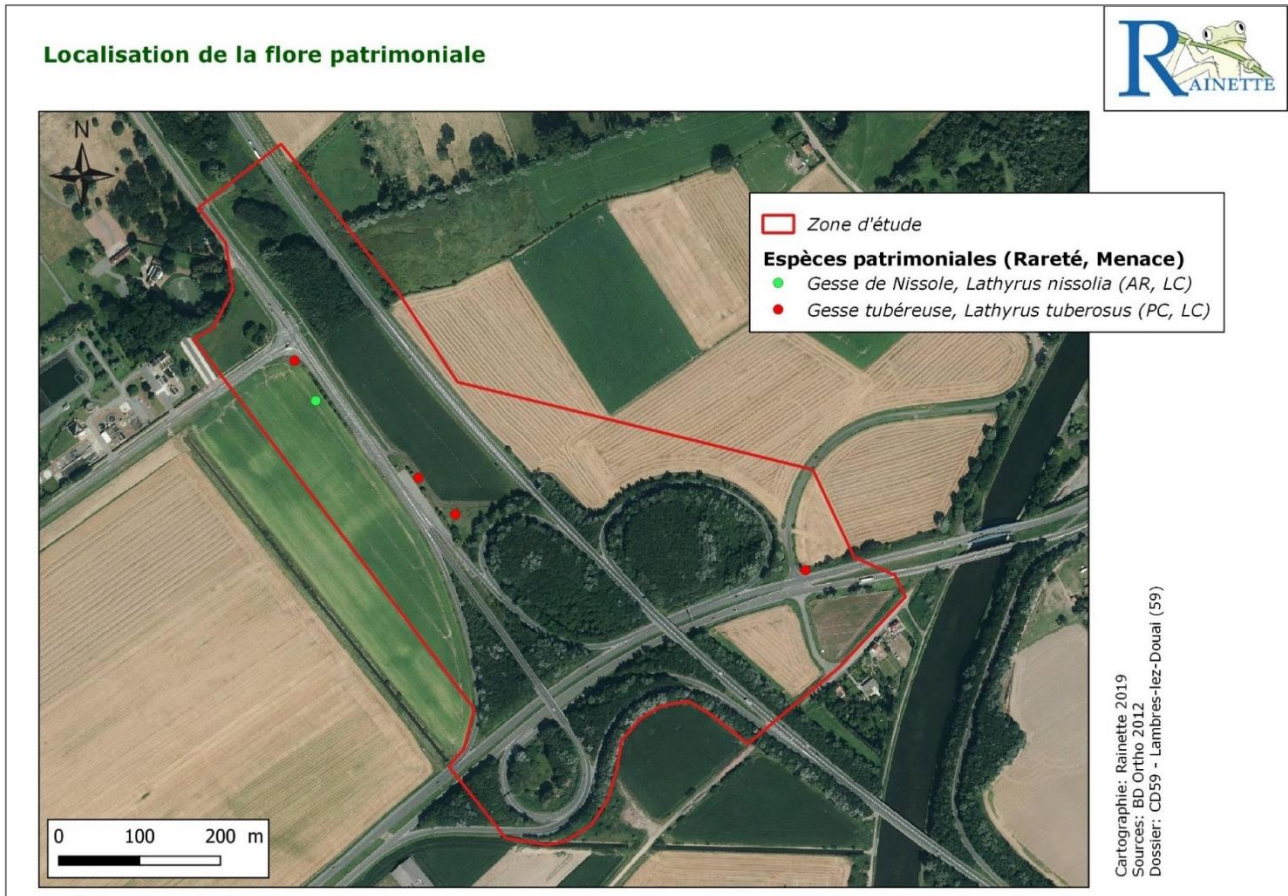 Localisation de la flore patrimoniale
RAINETTE
N
Zone d'étude
Espèces patrimoniales (Rareté, Menace)
Gesse de Nissole, Lathyrus nissolia (AR, LC)
Gesse tubéreuse, Lathyrus tuberosus (PC, LC)
0 100 200 m
Cartographie: Rainette 2019
Sources: BD Ortho 2012
Dossier: CD59 - Lambres-lez-Douai (59)